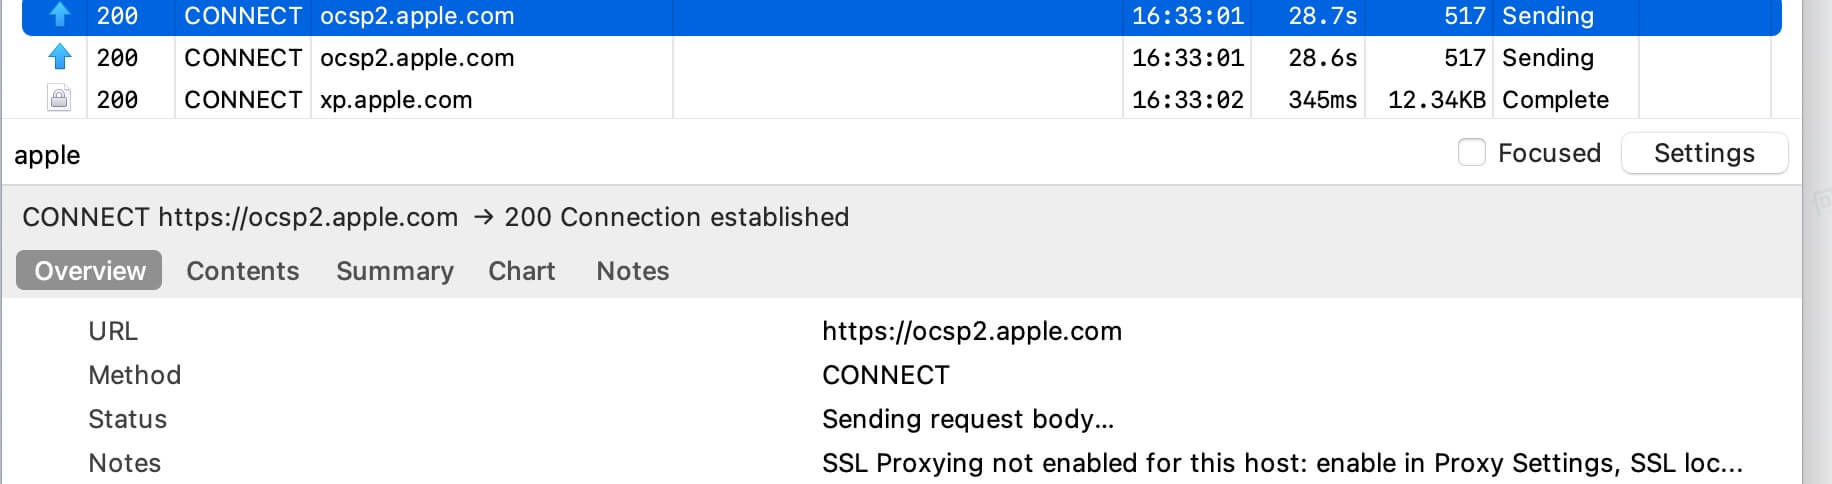 200 CONNECT ocsp2.apple.com 16:33:01 28.7s 517 Sending
200 CONNECT ocsp2.apple.com 16:33:01 28.6s 517 Sending
200 CONNECT xp.apple.com 16:33:02 345ms 12.34KB Complete
apple Focused Settings
CONNECT https://ocsp2.apple.com → 200 Connection established
Overview Contents Summary Chart Notes
URL https://ocsp2.apple.com
Method CONNECT
Status Sending request body...
Notes SSL Proxying not enabled for this host: enable in Proxy Settings, SSL loc...